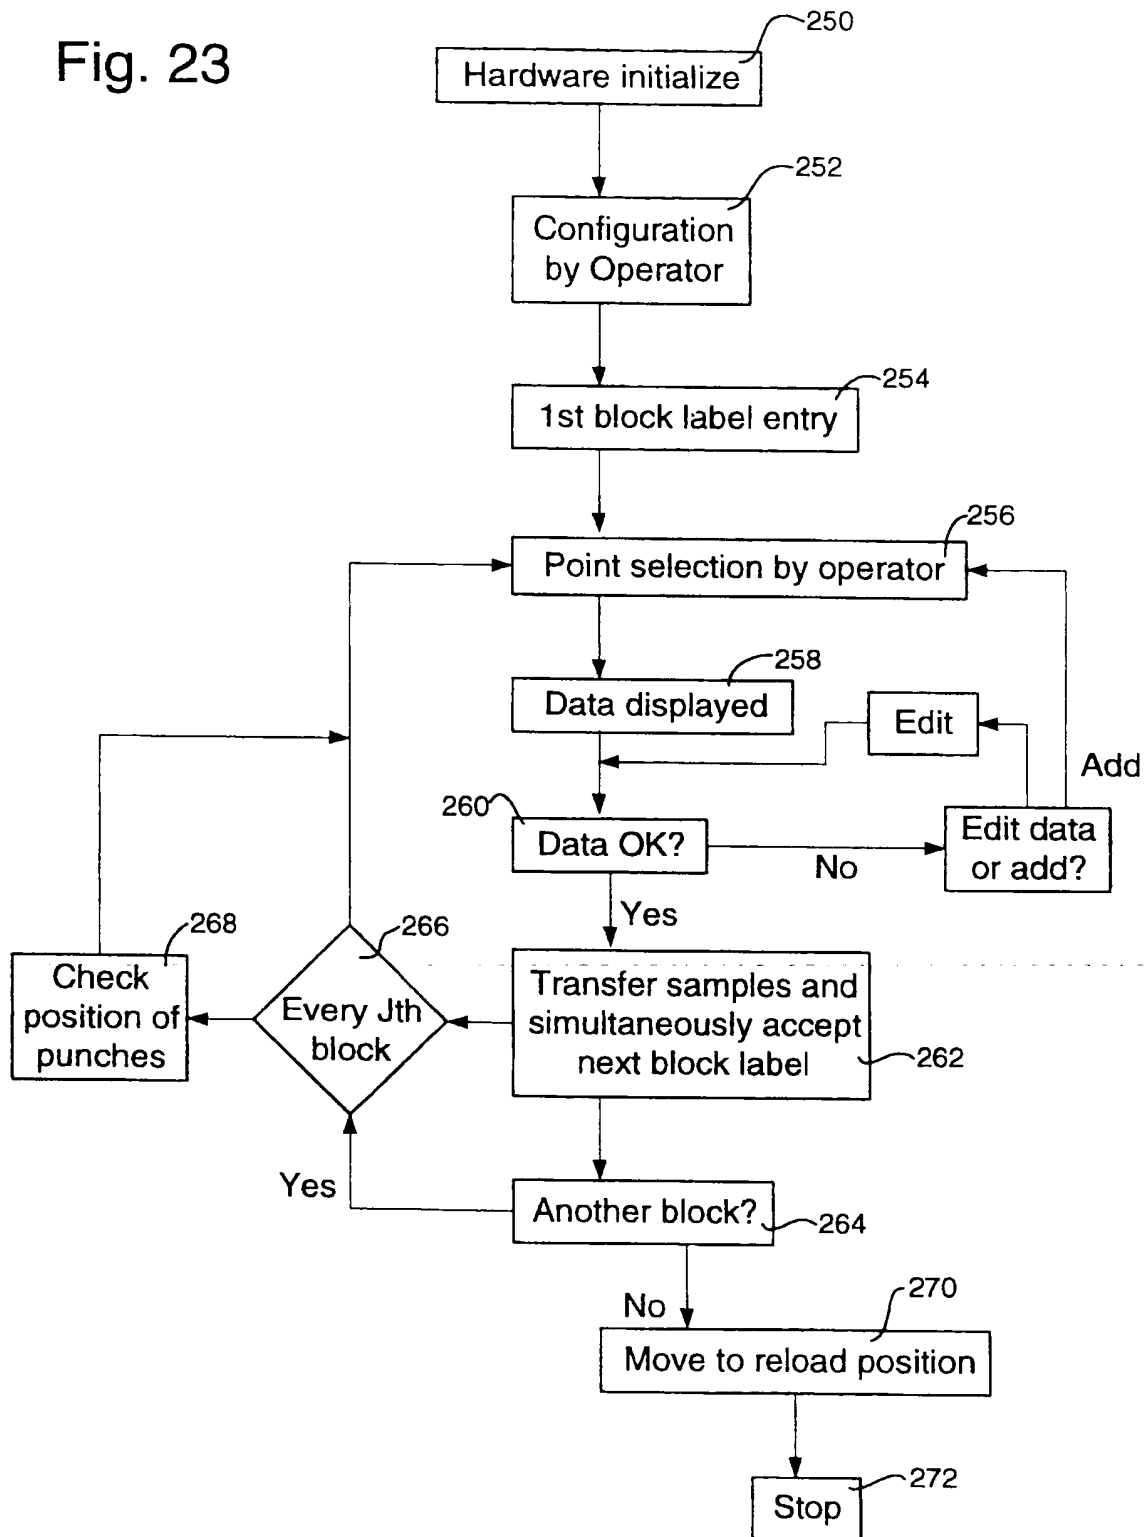 Fig. 23
250
Hardware initialize
252
Configuration
by Operator
254
1st block label entry
256
Point selection by operator
258
Data displayed
Edit
Add
260
Data OK?
No
Edit data
or add?
Yes
268
266
Check
position of
punches
Every Jth
block
Transfer samples and
simultaneously accept
next block label
262
Yes
Another block?
264
No
270
Move to reload position
272
Stop